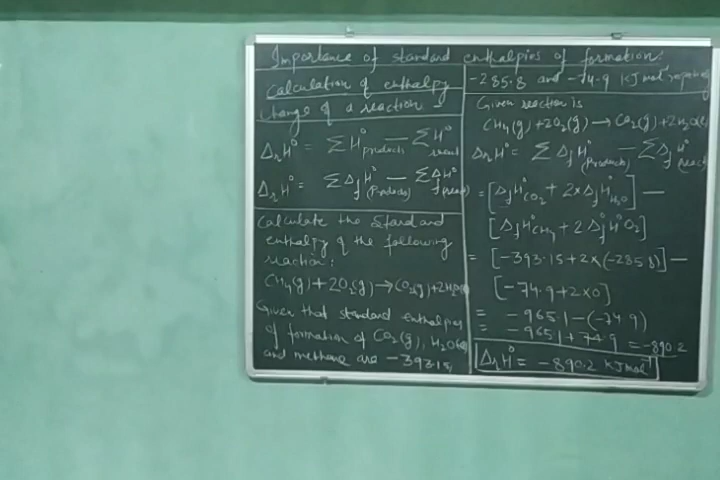 Importance of standard enthalpies of formation:
Calculation of enthalpy
change of a reaction :
ΔrH° = ΣH°products — ΣH°react
ΔrH° = ΣΔfH°(Products) — ΣΔfH°(react)
Calculate the Standard
enthalpy of the following
reaction:
CH4(g) + 2O2(g) → CO2(g) + 2H2O(l)
Given that standard enthalpies
of formation of CO2(g), H2O(l)
and methane are -393.15,
-285.8 and -74.9 KJ mol⁻¹
Given reaction is
CH4(g) + 2O2(g) → CO2(g) + 2H2O(l)
ΔrH° = ΣΔfH°(Products) — ΣΔfH°(react)
= [ΔfH°CO2 + 2×ΔfH°H2O] —
[ΔfH°CH4 + 2ΔfH°O2]
= [-393.15 + 2×(-285.8)] —
[-74.9 + 2×0]
= -965.1 - (-74.9)
= -965.1 + 74.9 = -890.2
ΔrH° = -890.2 KJ mol⁻¹